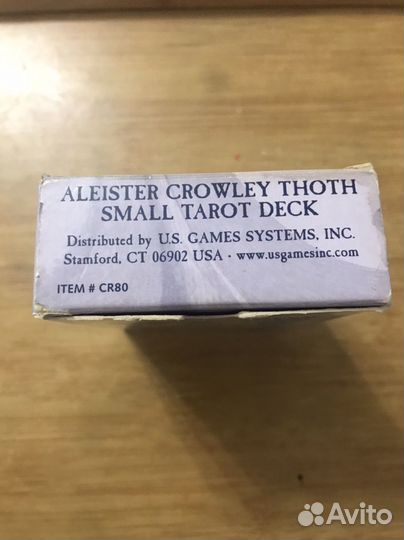 ALEISTER CROWLEY THOTH
SMALL TAROT DECK
Distributed by U.S. GAMES SYSTEMS, INC.
Stamford, CT 06902 USA · www.usgamesinc.com
ITEM # CR80
Avito